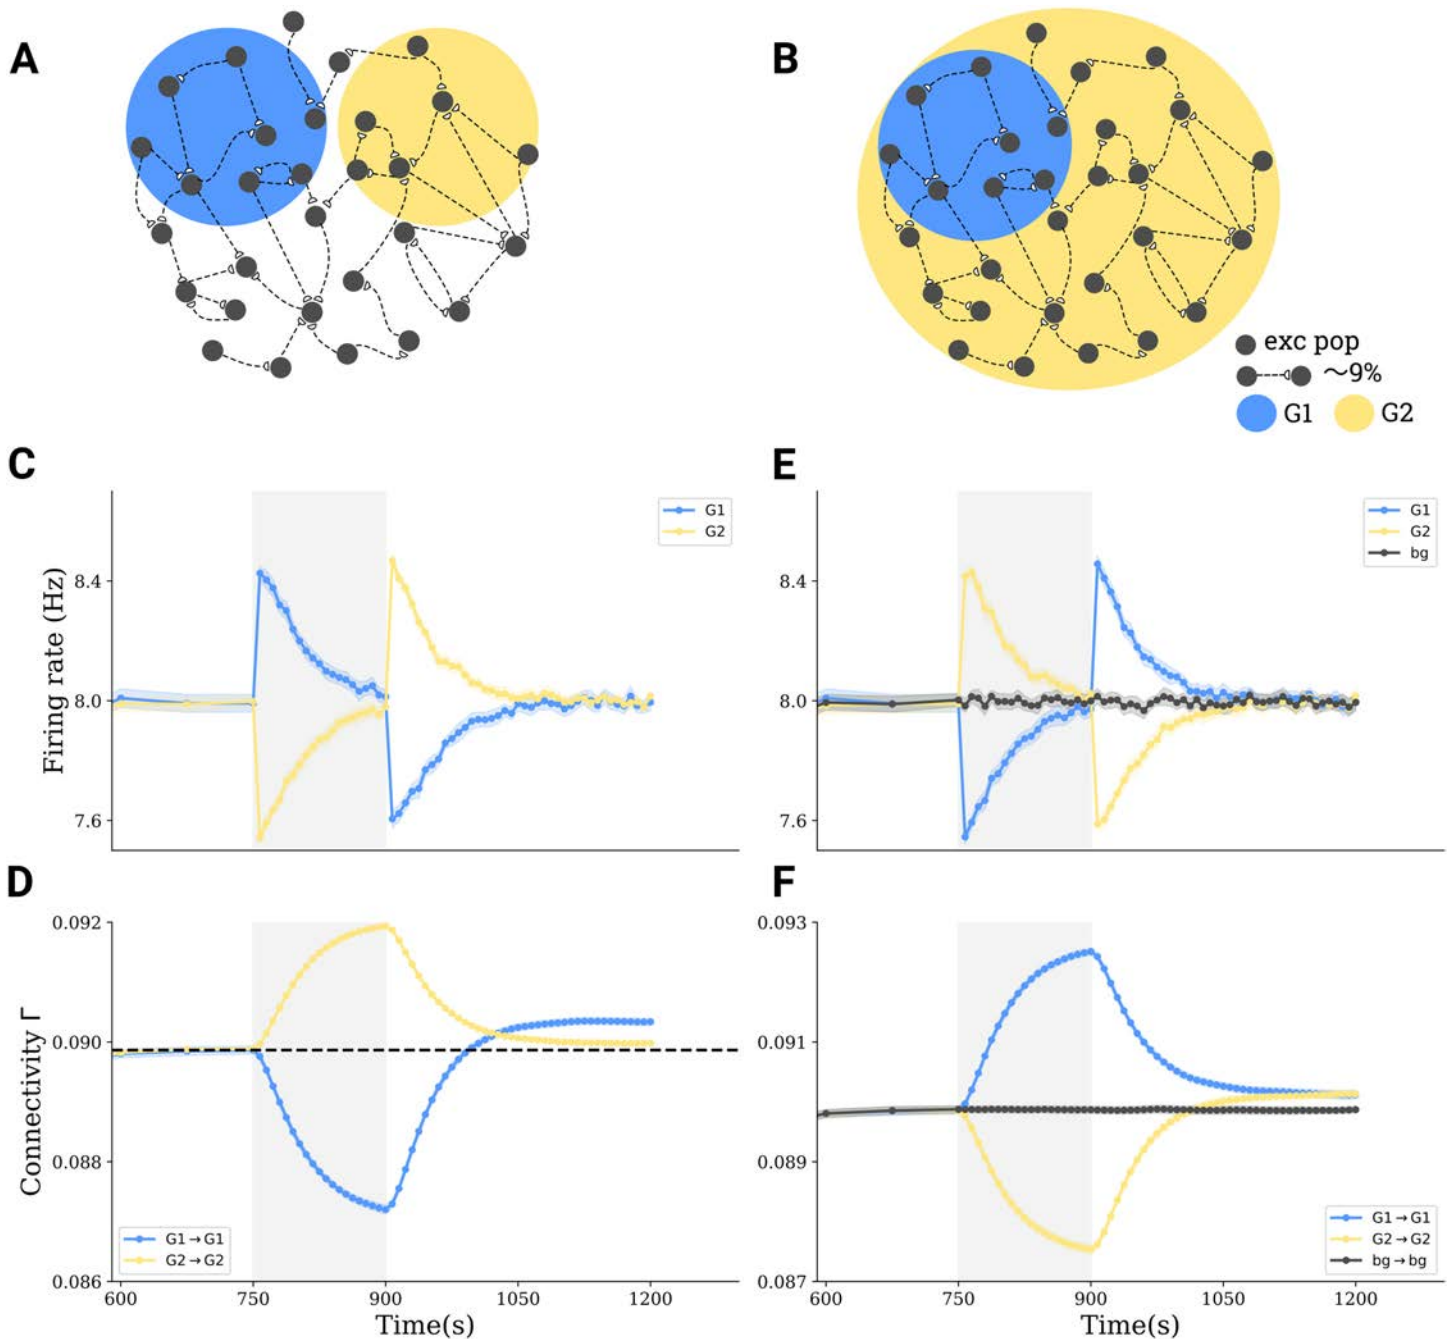 A
B
exc pop
~9%
G1
G2
C
Firing rate (Hz)
8.4
8.0
7.6
G1
G2
E
8.4
8.0
7.6
G1
G2
bg
D
Connectivity Γ
0.092
0.090
0.088
0.086
G1→G1
G2→G2
600
750
900
1050
1200
Time(s)
F
0.093
0.091
0.089
0.087
G1→G1
G2→G2
bg→bg
600
750
900
1050
1200
Time(s)